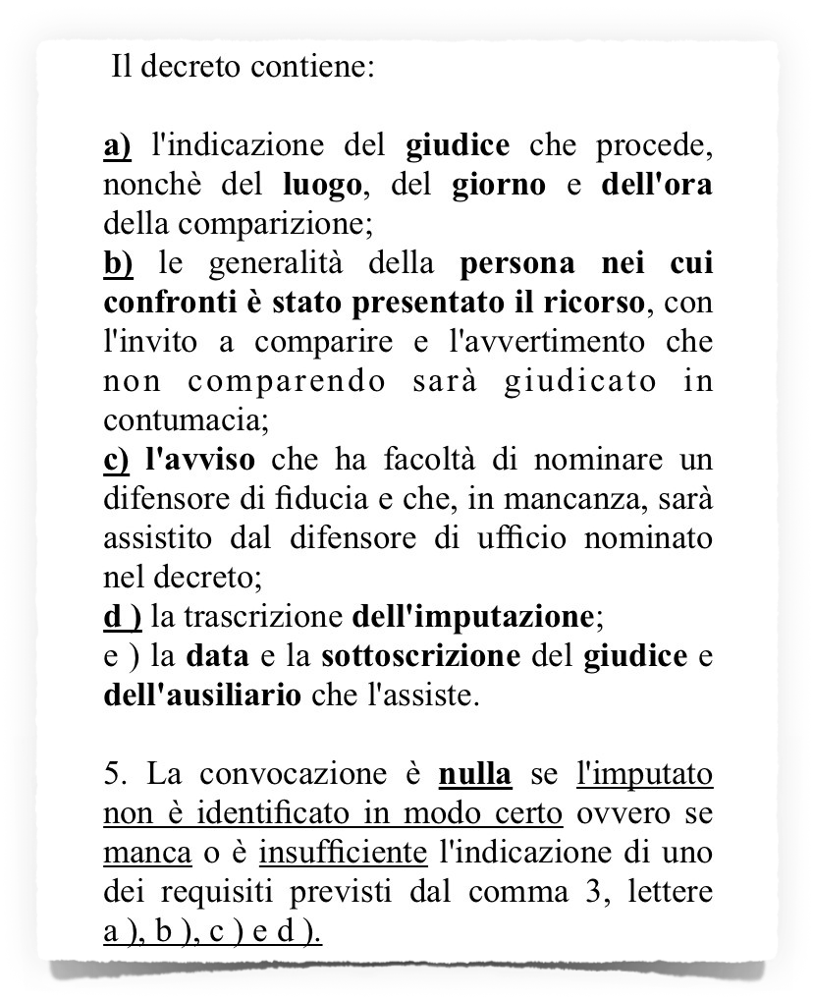 Il decreto contiene:
a) l'indicazione del giudice che procede,
nonchè del luogo, del giorno e dell'ora
della comparizione;
b) le generalità della persona nei cui
confronti è stato presentato il ricorso, con
l'invito a comparire e l'avvertimento che
non comparendo sarà giudicato in
contumacia;
c) l'avviso che ha facoltà di nominare un
difensore di fiducia e che, in mancanza, sarà
assistito dal difensore di ufficio nominato
nel decreto;
d ) la trascrizione dell'imputazione;
e ) la data e la sottoscrizione del giudice e
dell'ausiliario che l'assiste.
5. La convocazione è nulla se l'imputato
non è identificato in modo certo ovvero se
manca o è insufficiente l'indicazione di uno
dei requisiti previsti dal comma 3, lettere
a ), b ), c ) e d ).